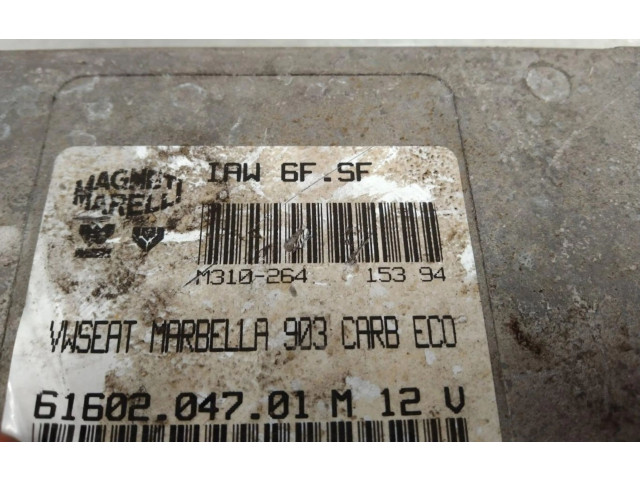 MAGNETI
MARELLI
IAW 6F.SF
M310-264 153 94
VWSEAT MARBELLA 903 CARB ECO
61602.047.01 M 12 V